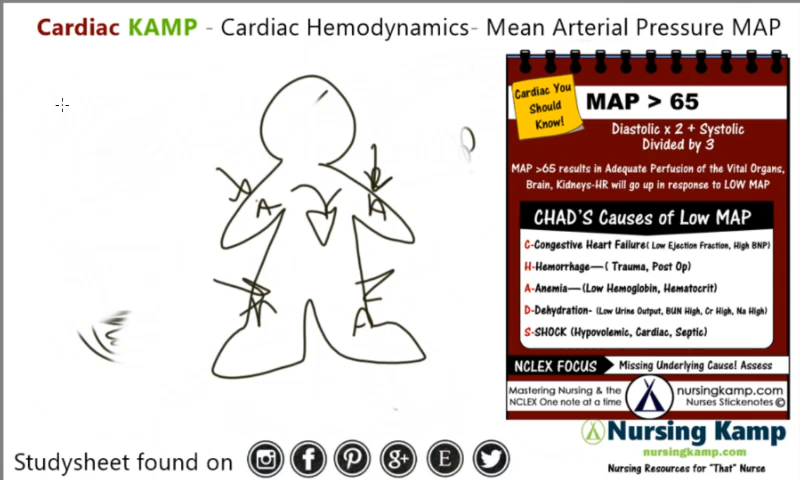 Cardiac KAMP - Cardiac Hemodynamics- Mean Arterial Pressure MAP
Cardiac You
Should
Know!
MAP > 65
Diastolic x 2 + Systolic
Divided by 3
MAP >65 results in Adequate Perfusion of the Vital Organs,
Brain, Kidneys-HR will go up in response to LOW MAP
CHAD'S Causes of Low MAP
C-Congestive Heart Failure( Low Ejection Fraction, High BNP)
H-Hemorrhage—( Trauma, Post Op)
A-Anemia—(Low Hemoglobin, Hematocrit)
D-Dehydration- (Low Urine Output, BUN High, Cr High, Na High)
S-SHOCK (Hypovolemic, Cardiac, Septic)
NCLEX FOCUS Missing Underlying Cause! Assess
Mastering Nursing & the
NCLEX One note at a time
nursingkamp.com
Nurses Stickenotes ©
Nursing Kamp
nursingkamp.com
Nursing Resources for "That" Nurse
A
A
A
Studysheet found on
f
g+
E